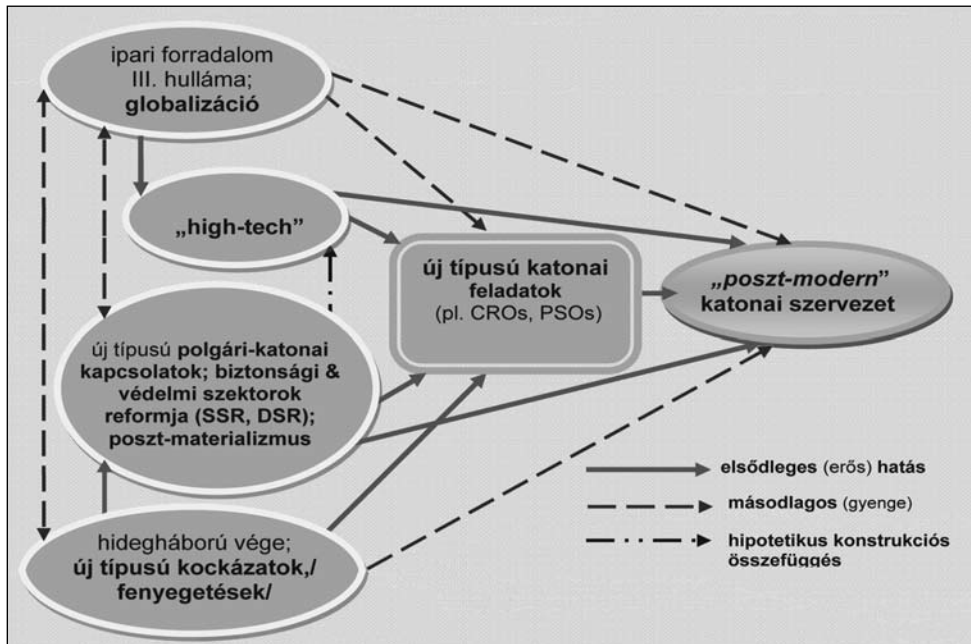 ipari forradalom
III. hulláma;
globalizáció
„high-tech”
új típusú katonai
feladatok
(pl. CROs, PSOs)
„poszt-modern”
katonai szervezet
új típusú polgári-katonai
kapcsolatok; biztonsági &
védelmi szektorok
reformja (SSR, DSR);
poszt-materializmus
hidegháború vége;
új típusú kockázatok,/
fenyegetések/
elsődleges (erős) hatás
másodlagos (gyenge)
hipotetikus konstrukciós
összefüggés